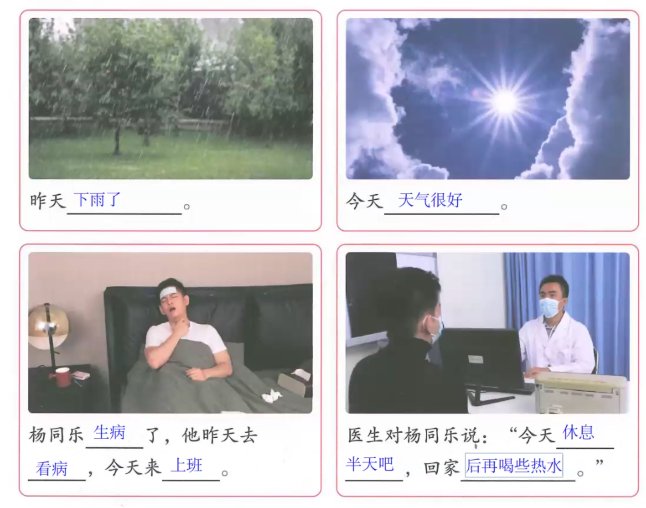 昨天下雨了。
今天天气很好。
杨同乐生病了，他昨天去
看病，今天来上班。
医生对杨同乐说：“今天休息
半天吧，回家后再喝些热水。”